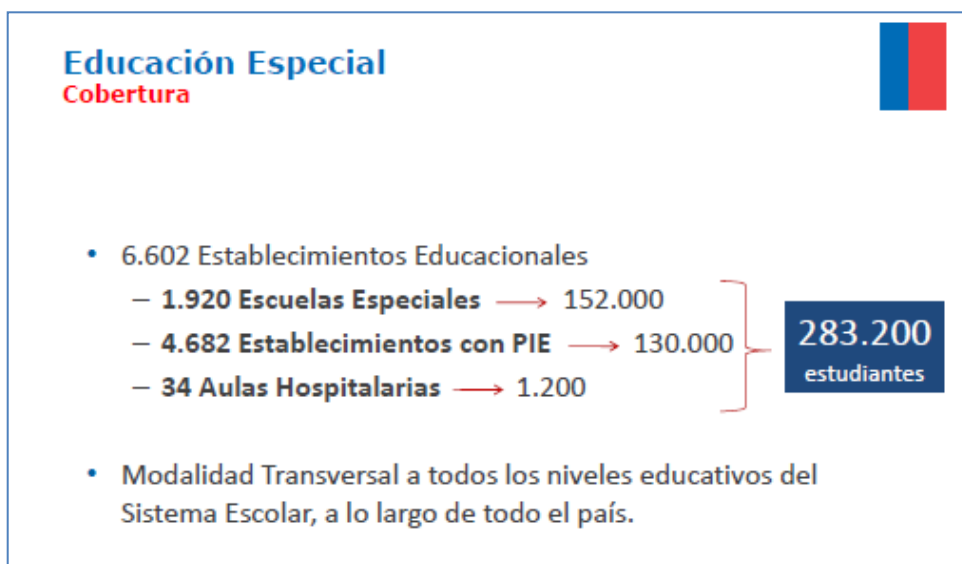 Educación Especial
Cobertura
• 6.602 Establecimientos Educacionales
– 1.920 Escuelas Especiales → 152.000
– 4.682 Establecimientos con PIE → 130.000
– 34 Aulas Hospitalarias → 1.200
283.200
estudiantes
• Modalidad Transversal a todos los niveles educativos del
Sistema Escolar, a lo largo de todo el país.